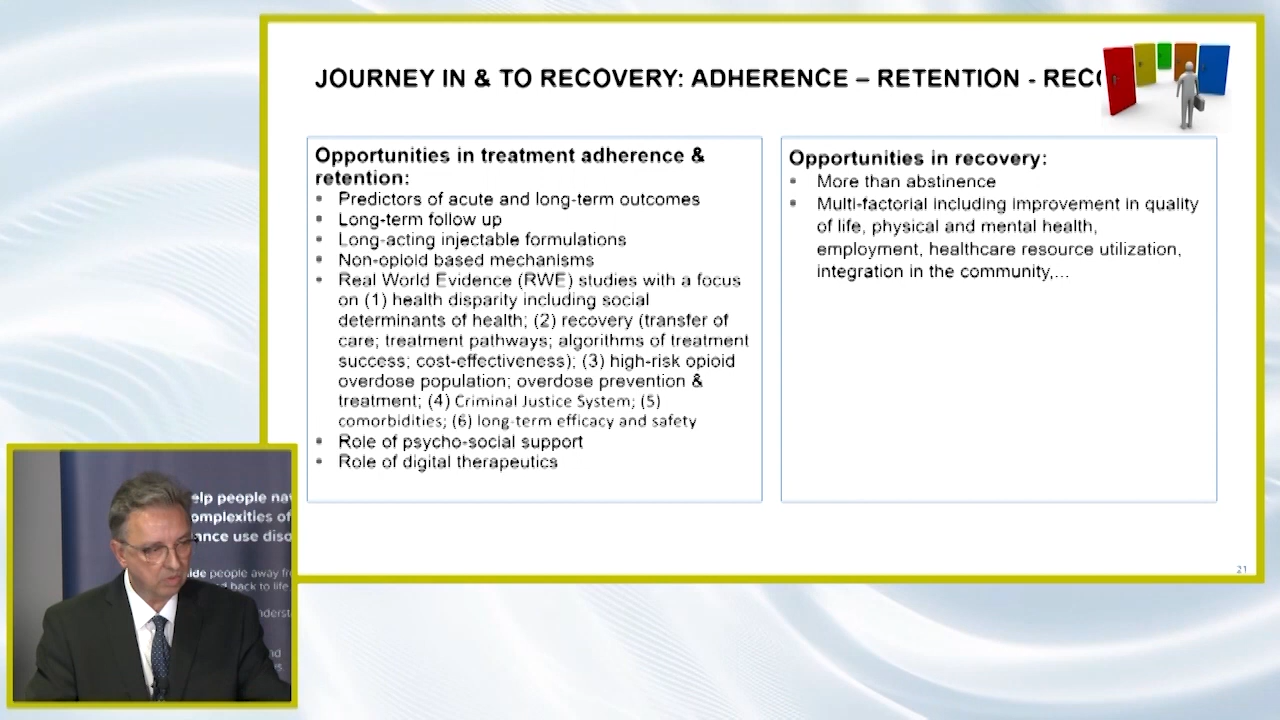 JOURNEY IN & TO RECOVERY: ADHERENCE – RETENTION - RECO
Opportunities in treatment adherence &
retention:
▪ Predictors of acute and long-term outcomes
▪ Long-term follow up
▪ Long-acting injectable formulations
▪ Non-opioid based mechanisms
▪ Real World Evidence (RWE) studies with a focus
on (1) health disparity including social
determinants of health; (2) recovery (transfer of
care; treatment pathways; algorithms of treatment
success; cost-effectiveness); (3) high-risk opioid
overdose population; overdose prevention &
treatment; (4) Criminal Justice System; (5)
comorbidities; (6) long-term efficacy and safety
▪ Role of psycho-social support
▪ Role of digital therapeutics
Opportunities in recovery:
▪ More than abstinence
▪ Multi-factorial including improvement in quality
of life, physical and mental health,
employment, healthcare resource utilization,
integration in the community,...
21
elp people nav
omplexities of
ance use diso
ide people away fr
d back to life
nderst
nd